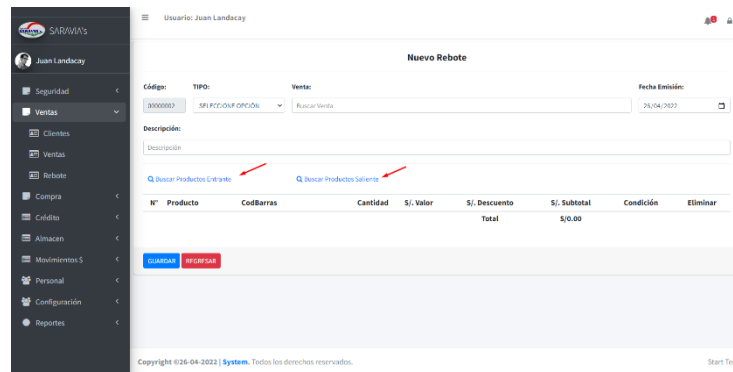 SARAVIA's
Usuario: Juan Landacay
Juan Landacay
Seguridad
Ventas
Clientes
Ventas
Rebote
Compra
Crédito
Almacen
Movimientos $
Personal
Configuración
Reportes
Nuevo Rebote
Código: TIPO: Venta: Fecha Emisión:
00000002 SELECCIONE OPCIÓN Buscar Venta 26/04/2022
Descripción:
Descripción
Buscar Productos Entrante Buscar Productos Saliente
N° Producto CodBarras Cantidad S/. Valor S/. Descuento S/. Subtotal Condición Eliminar
Total S/0.00
GUARDAR REGRESAR
Copyright ©26-04-2022 | System. Todos los derechos reservados. Start Te